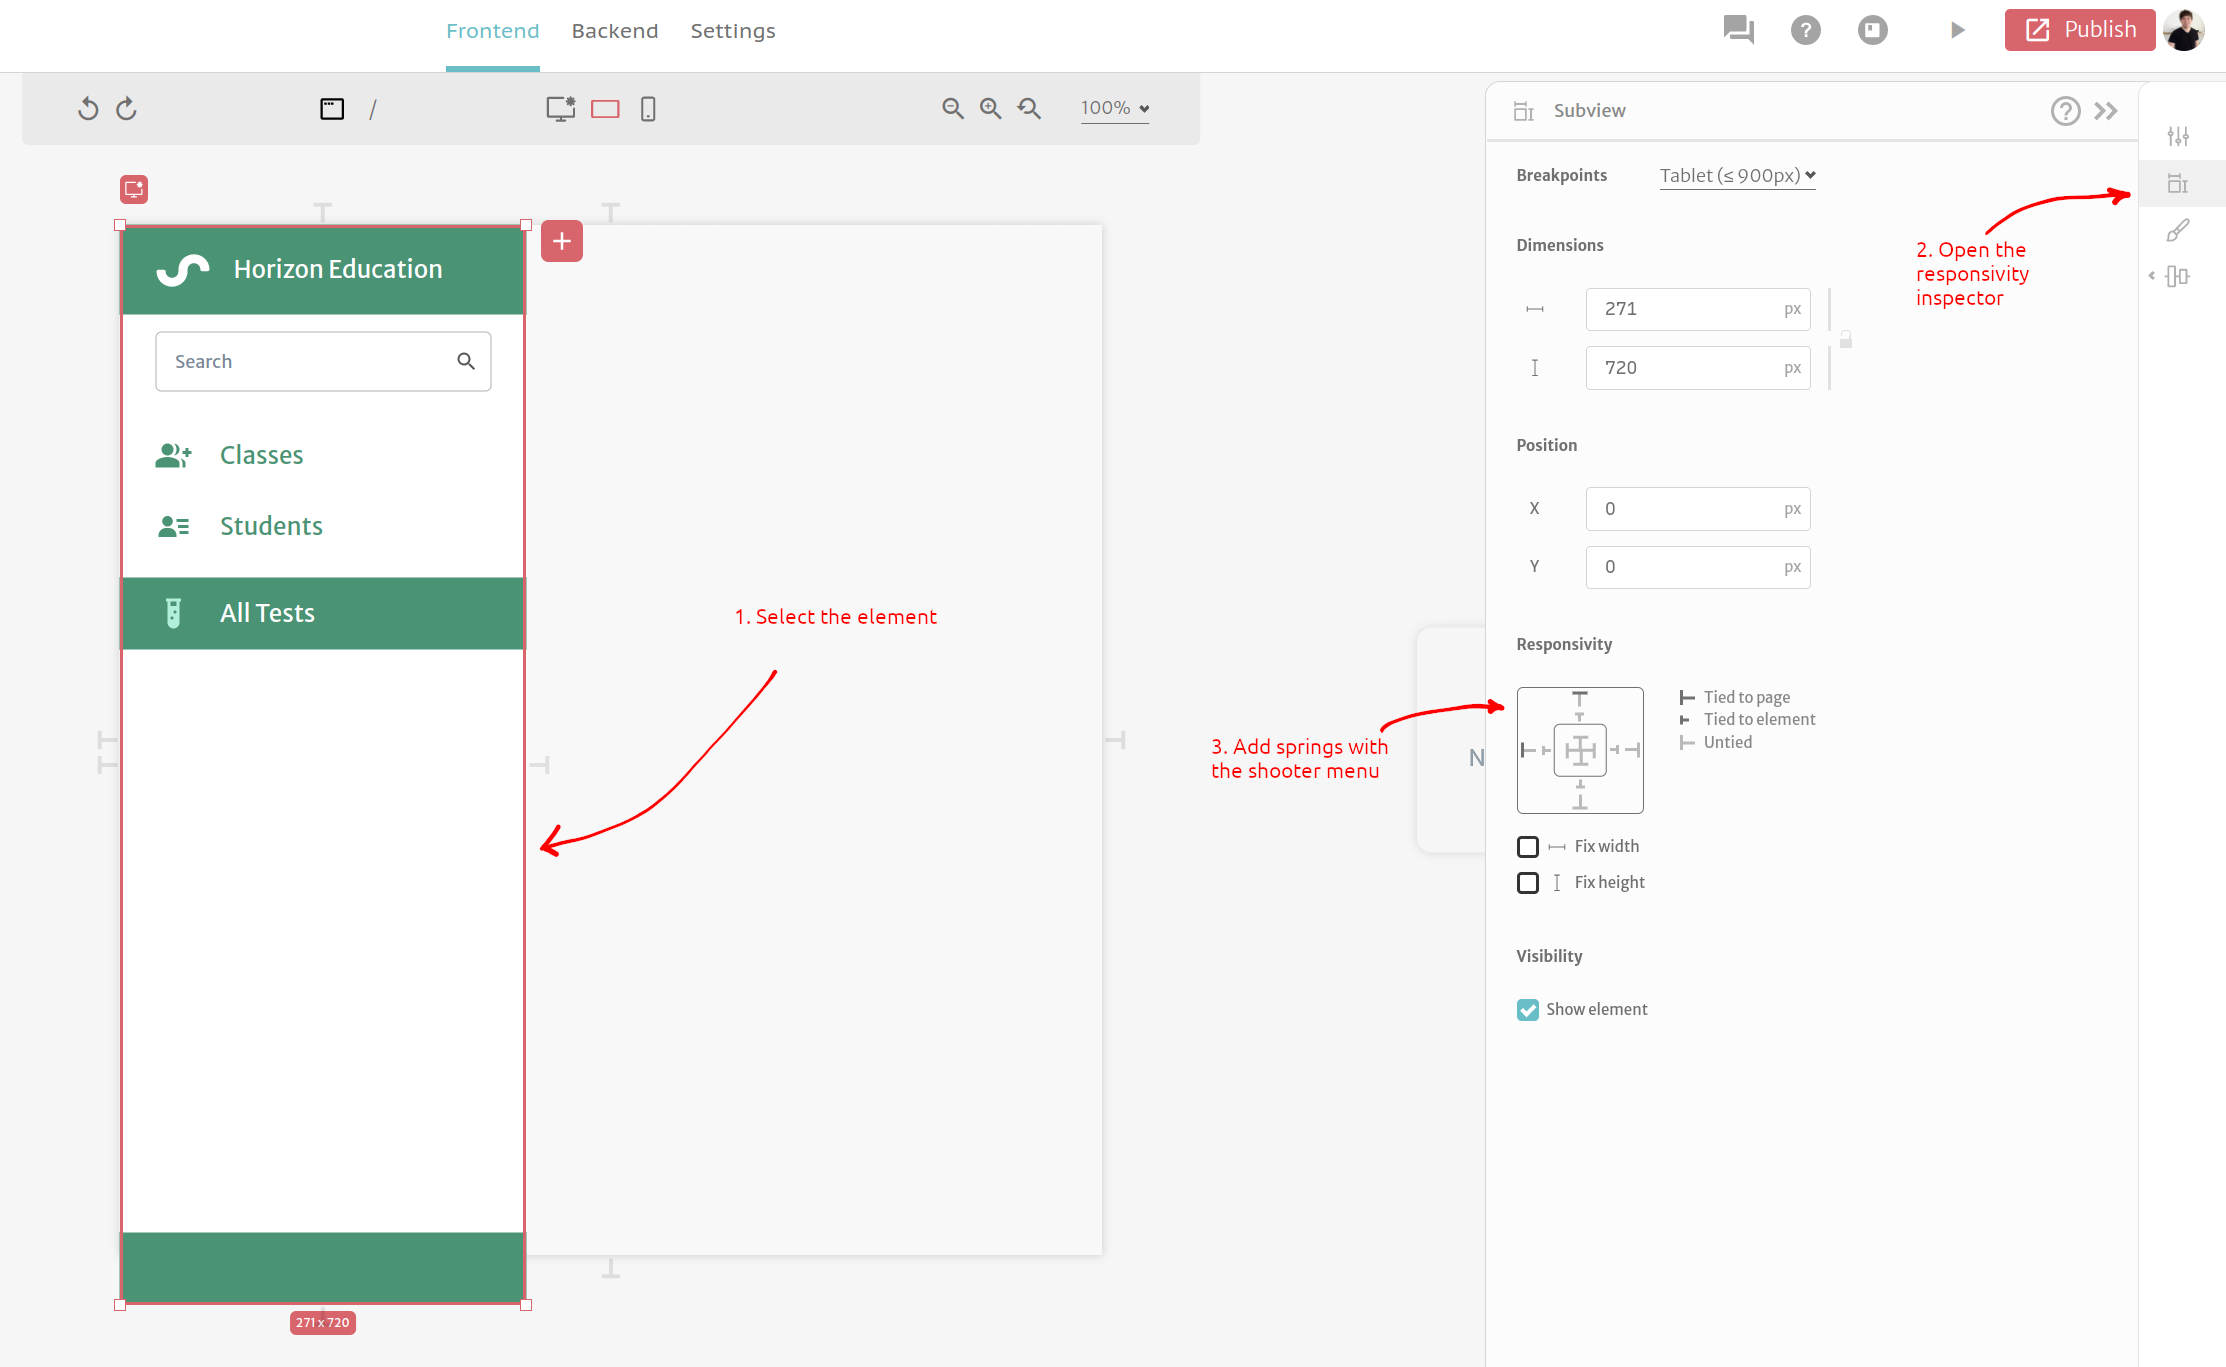 Frontend
Backend
Settings
Publish
/
100%
Subview
Breakpoints
Tablet (≤ 900px)
2. Open the
responsivity
inspector
Dimensions
271 px
720 px
Horizon Education
Search
Classes
Students
All Tests
1. Select the element
Position
X 0 px
Y 0 px
Responsivity
Tied to page
Tied to element
Untied
3. Add springs with
the shooter menu
N
Fix width
Fix height
Visibility
Show element
271 x 720